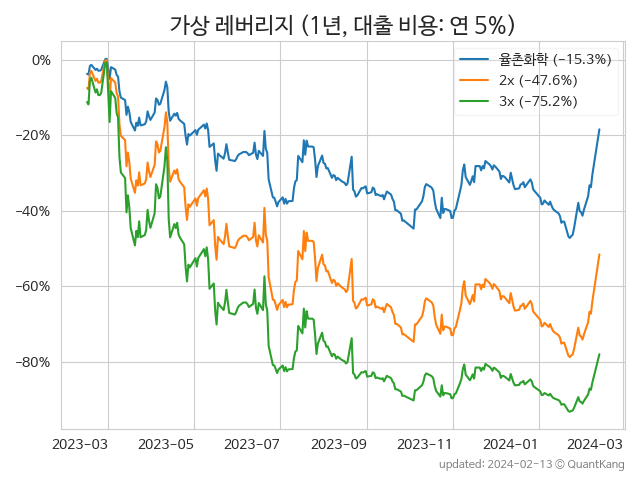 가상 레버리지 (1년, 대출 비용: 연 5%)
율촌화학 (−15.3%)
2x (−47.6%)
3x (−75.2%)
0%
−20%
−40%
−60%
−80%
2023-03 2023-05 2023-07 2023-09 2023-11 2024-01 2024-03
updated: 2024-02-13 © QuantKang